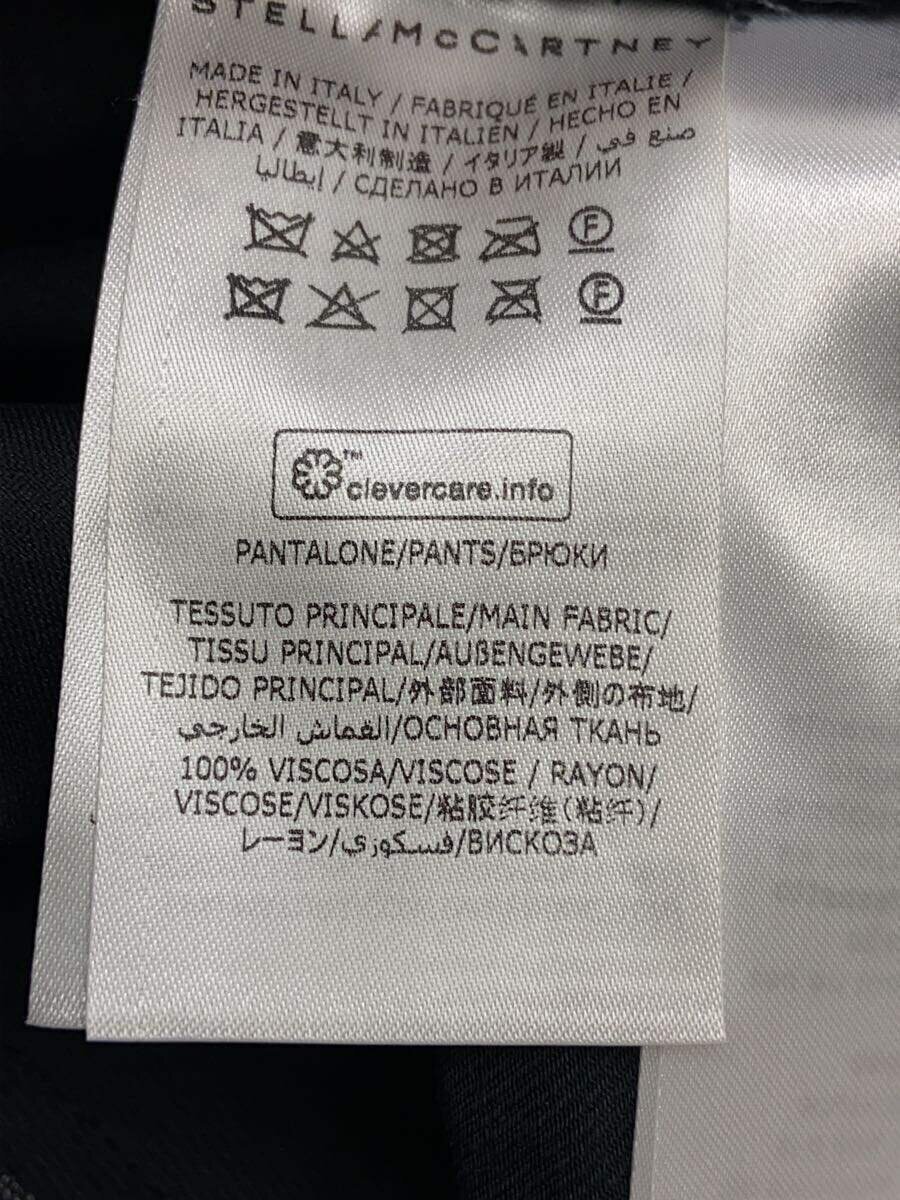 STELLA McCARTNEY
MADE IN ITALY / FABRIQUÉ EN ITALIE /
HERGESTELLT IN ITALIEN / HECHO EN
ITALIA / 意大利制造 / イタリア製 / صنع في
إيطاليا / СДЕЛАНО В ИТАЛИИ
F
F
™
clevercare.info
PANTALONE/PANTS/БРЮКИ
TESSUTO PRINCIPALE/MAIN FABRIC/
TISSU PRINCIPAL/AUßENGEWEBE/
TEJIDO PRINCIPAL/外部面料/外側の布地/
القماش الخارجي/ОСНОВНАЯ ТКАНЬ
100% VISCOSA/VISCOSE / RAYON/
VISCOSE/VISKOSE/粘胶纤维(粘纤)/
レーヨン/فسكوزي/ВИСКОЗА